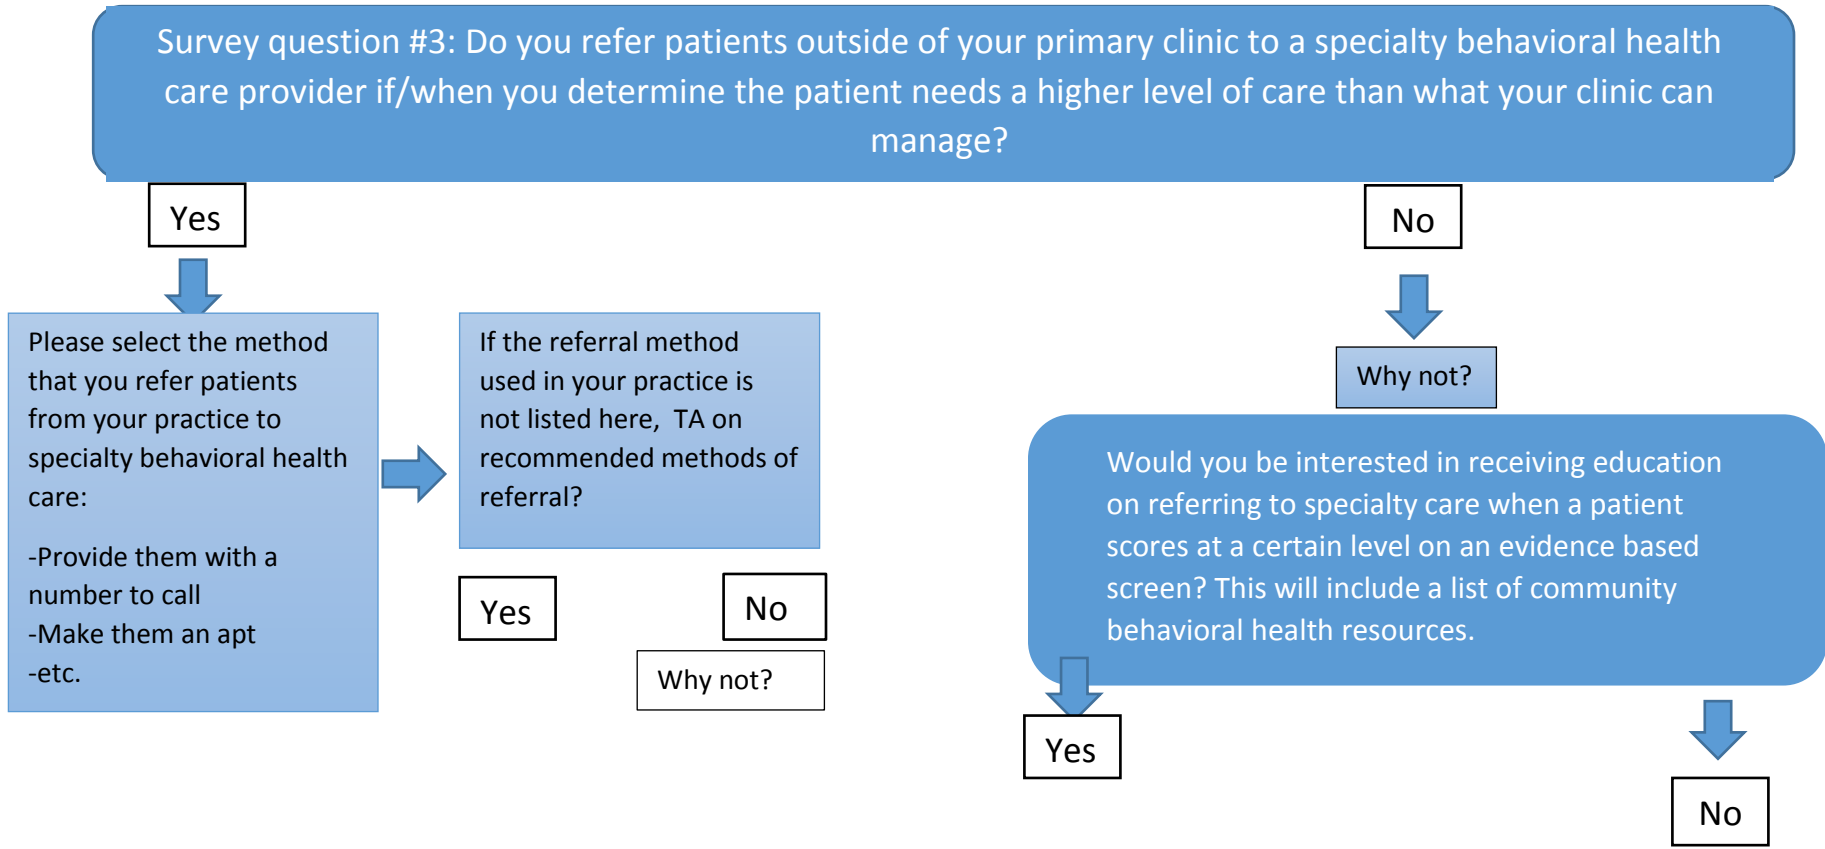 Survey question #3: Do you refer patients outside of your primary clinic to a specialty behavioral health
care provider if/when you determine the patient needs a higher level of care than what your clinic can
manage?
Yes
No
Please select the method
that you refer patients
from your practice to
specialty behavioral health
care:
-Provide them with a
number to call
-Make them an apt
-etc.
If the referral method
used in your practice is
not listed here,  TA on
recommended methods of
referral?
Yes
No
Why not?
Why not?
Would you be interested in receiving education
on referring to specialty care when a patient
scores at a certain level on an evidence based
screen? This will include a list of community
behavioral health resources.
Yes
No